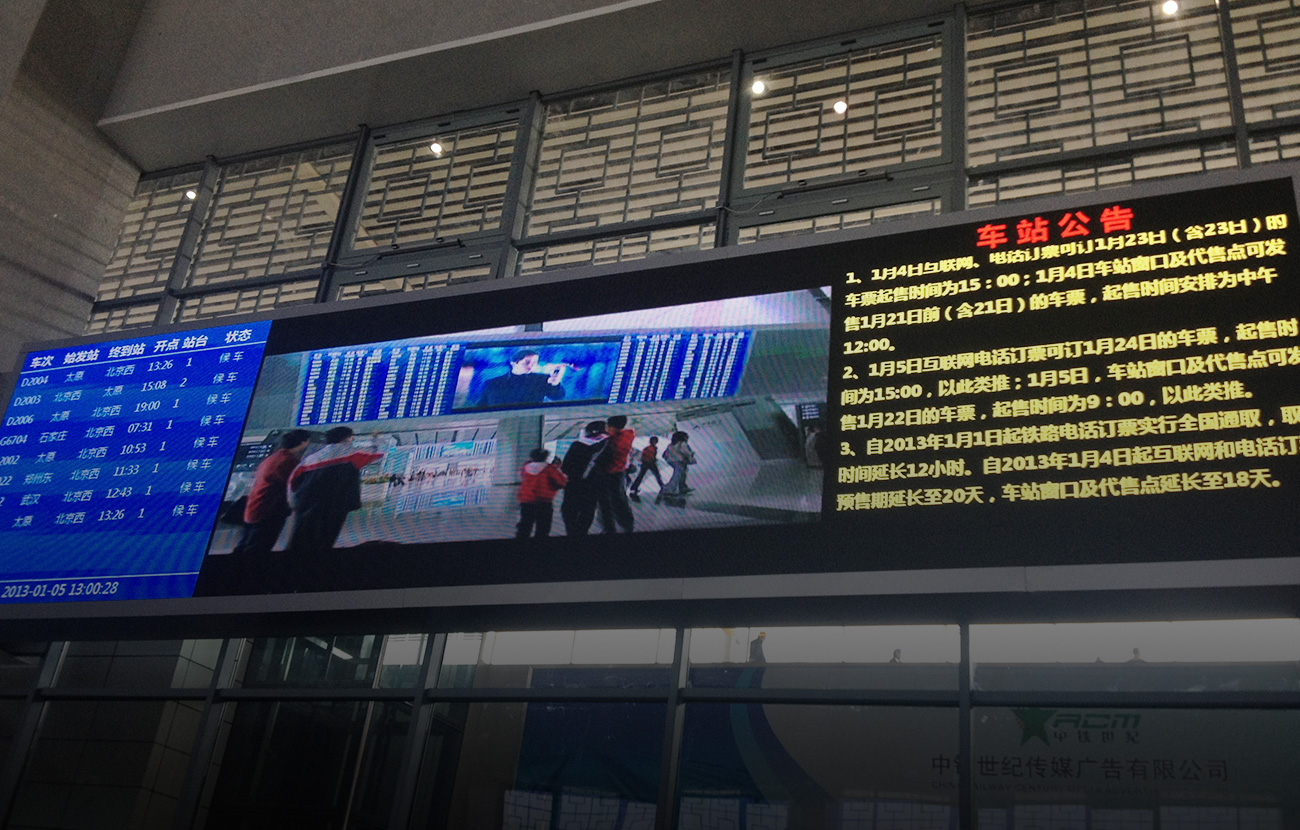 车次 始发站 终到站 开点 站台 状态
D2004 太原 北京西 13:26 1 候车
D2003 太原 15:08 2 候车
D2006 太原 北京西 19:00 1 候车
G6704 石家庄 北京西 07:31 1 候车
2002 太原 北京西 10:53 1 候车
022 郑州东 北京西 11:33 1 候车
2 武汉 北京西 12:43 1 候车
太原 北京西 13:26 1 候车
2013-01-05 13:00:28
车站公告
1、1月4日互联网、电话订票可订1月23日（含23日）的
车票起售时间为15：00；1月4日车站窗口及代售点可发
售1月21日前（含21日）的车票，起售时间安排为中午
12:00。
2、1月5日互联网电话订票可订1月24日的车票，起售时
间为15:00，以此类推；1月5日，车站窗口及代售点可发
售1月22日的车票，起售时间为9：00，以此类推。
3、自2013年1月1日起铁路电话订票实行全国通取，取
时间延长12小时。自2013年1月4日起互联网和电话订
预售期延长至20天，车站窗口及代售点延长至18天。
RCM
中铁世纪
中铁世纪传媒广告有限公司